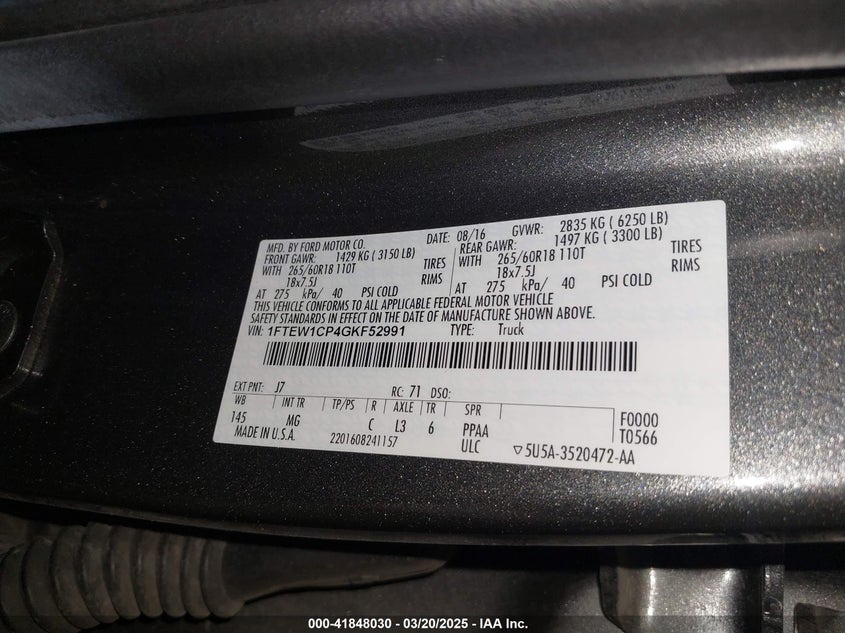 MFD. BY FORD MOTOR CO. DATE: 08/16 GVWR: 2835 KG ( 6250 LB)
FRONT GAWR: 1429 KG ( 3150 LB) REAR GAWR: 1497 KG ( 3300 LB)
WITH 265/60R18 110T TIRES WITH 265/60R18 110T TIRES
18x7.5J RIMS 18x7.5J RIMS
AT 275 kPa/ 40 PSI COLD AT 275 kPa/ 40 PSI COLD
THIS VEHICLE CONFORMS TO ALL APPLICABLE FEDERAL MOTOR VEHICLE
SAFETY STANDARDS IN EFFECT ON THE DATE OF MANUFACTURE SHOWN ABOVE.
VIN: 1FTEW1CP4GKF52991 TYPE: Truck
EXT PNT: J7 RC: 71 DSO:
WB INT TR TP/PS R AXLE TR SPR F0000
145 MG C L3 6 PPAA T0566
MADE IN U.S.A. 2201608241157 ULC ▽5U5A-3520472-AA
000-41848030 - 03/20/2025 - IAA Inc.